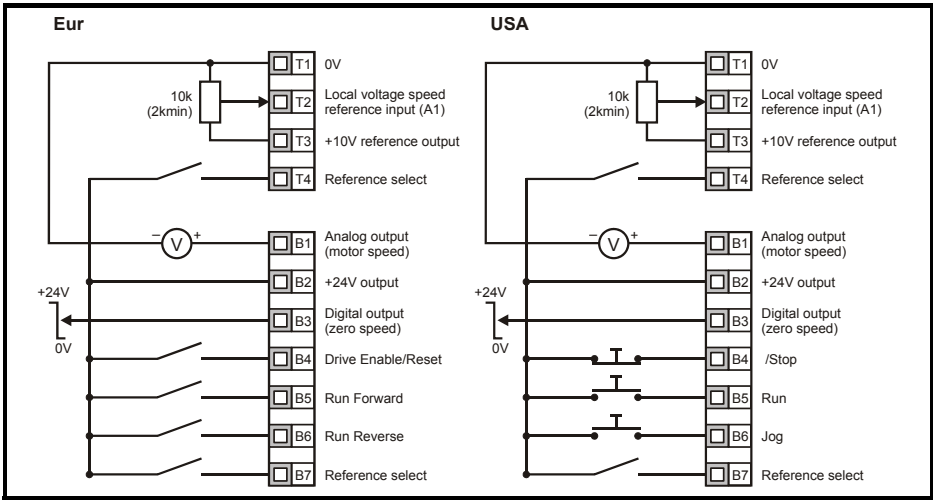 Eur
T1 0V
10k
(2kmin)
T2 Local voltage speed
reference input (A1)
T3 +10V reference output
T4 Reference select
– V +
B1 Analog output
(motor speed)
B2 +24V output
+24V
0V
B3 Digital output
(zero speed)
B4 Drive Enable/Reset
B5 Run Forward
B6 Run Reverse
B7 Reference select
USA
T1 0V
10k
(2kmin)
T2 Local voltage speed
reference input (A1)
T3 +10V reference output
T4 Reference select
– V +
B1 Analog output
(motor speed)
B2 +24V output
+24V
0V
B3 Digital output
(zero speed)
B4 /Stop
B5 Run
B6 Jog
B7 Reference select